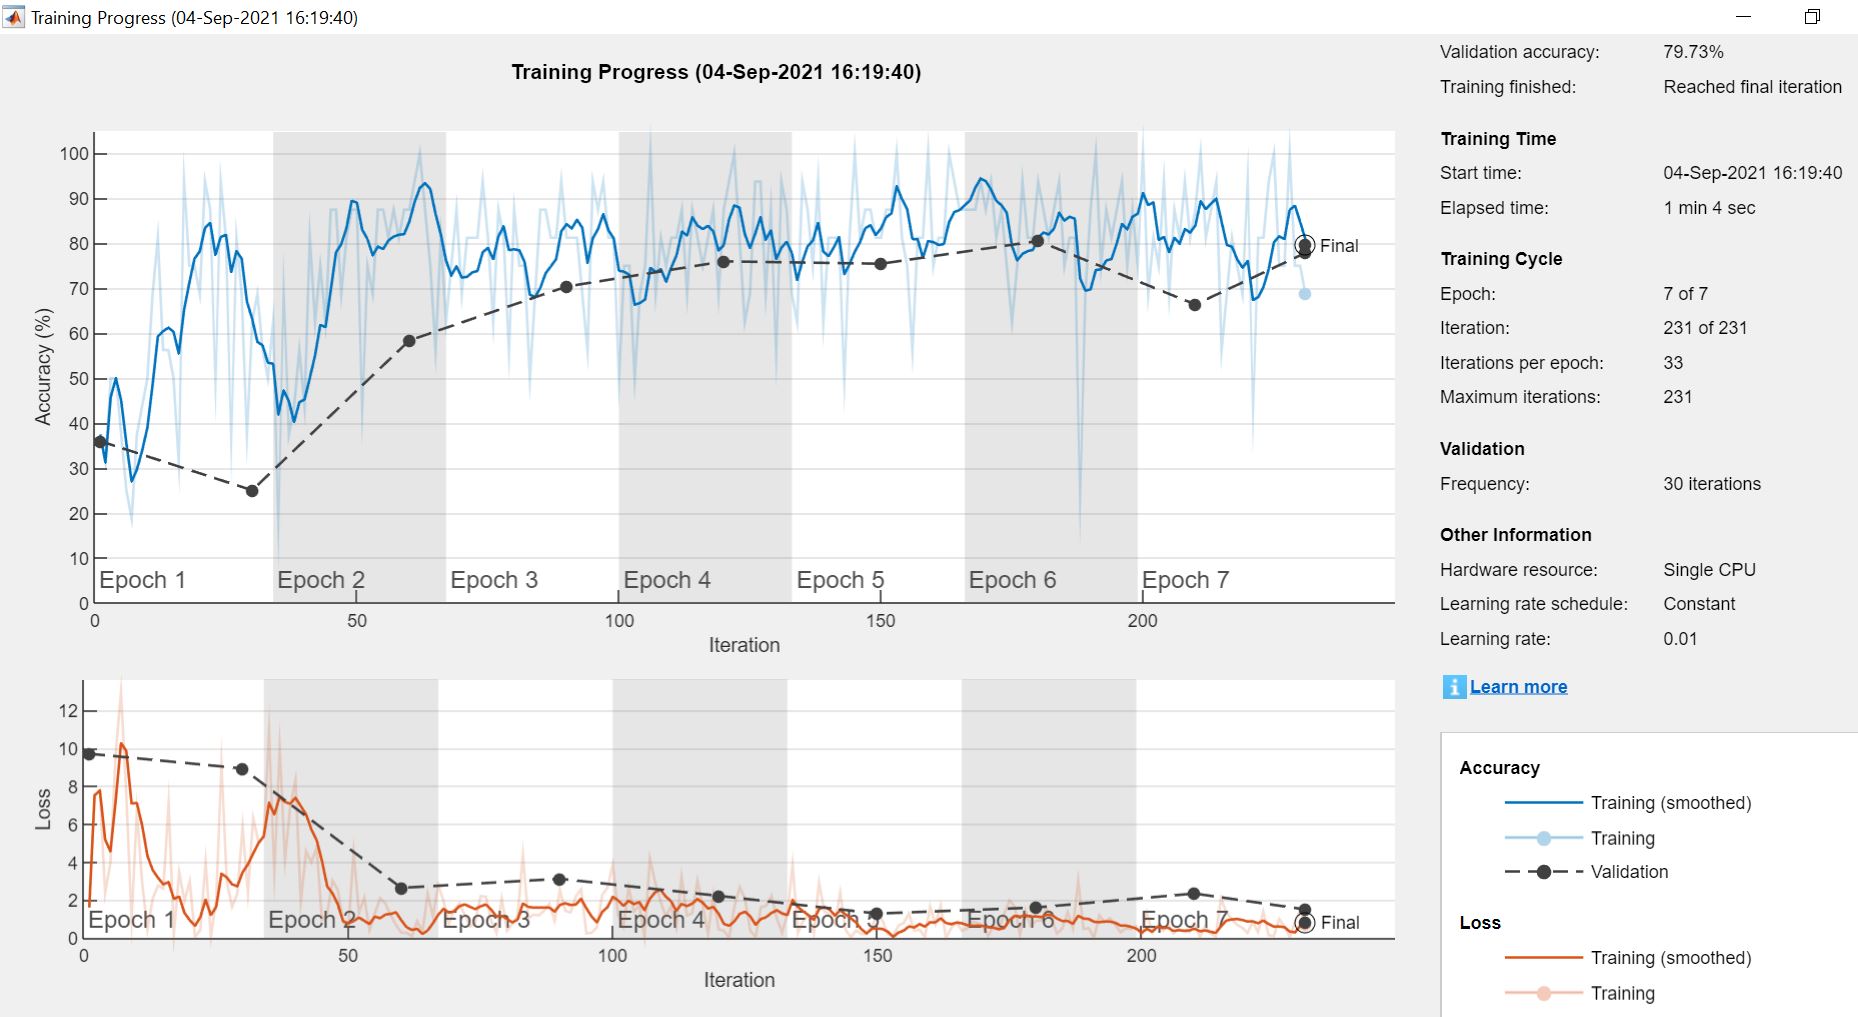 Training Progress (04-Sep-2021 16:19:40)
Training Progress (04-Sep-2021 16:19:40)
Accuracy (%)
100
90
80
70
60
50
40
30
20
10
0
Final
Epoch 1 Epoch 2 Epoch 3 Epoch 4 Epoch 5 Epoch 6 Epoch 7
0 50 100 150 200
Iteration
Loss
12
10
8
6
4
2
0
Final
Epoch 1 Epoch 2 Epoch 3 Epoch 4 Epoch 5 Epoch 6 Epoch 7
0 50 100 150 200
Iteration
Validation accuracy: 79.73%
Training finished: Reached final iteration
Training Time
Start time: 04-Sep-2021 16:19:40
Elapsed time: 1 min 4 sec
Training Cycle
Epoch: 7 of 7
Iteration: 231 of 231
Iterations per epoch: 33
Maximum iterations: 231
Validation
Frequency: 30 iterations
Other Information
Hardware resource: Single CPU
Learning rate schedule: Constant
Learning rate: 0.01
i Learn more
Accuracy
Training (smoothed)
Training
Validation
Loss
Training (smoothed)
Training